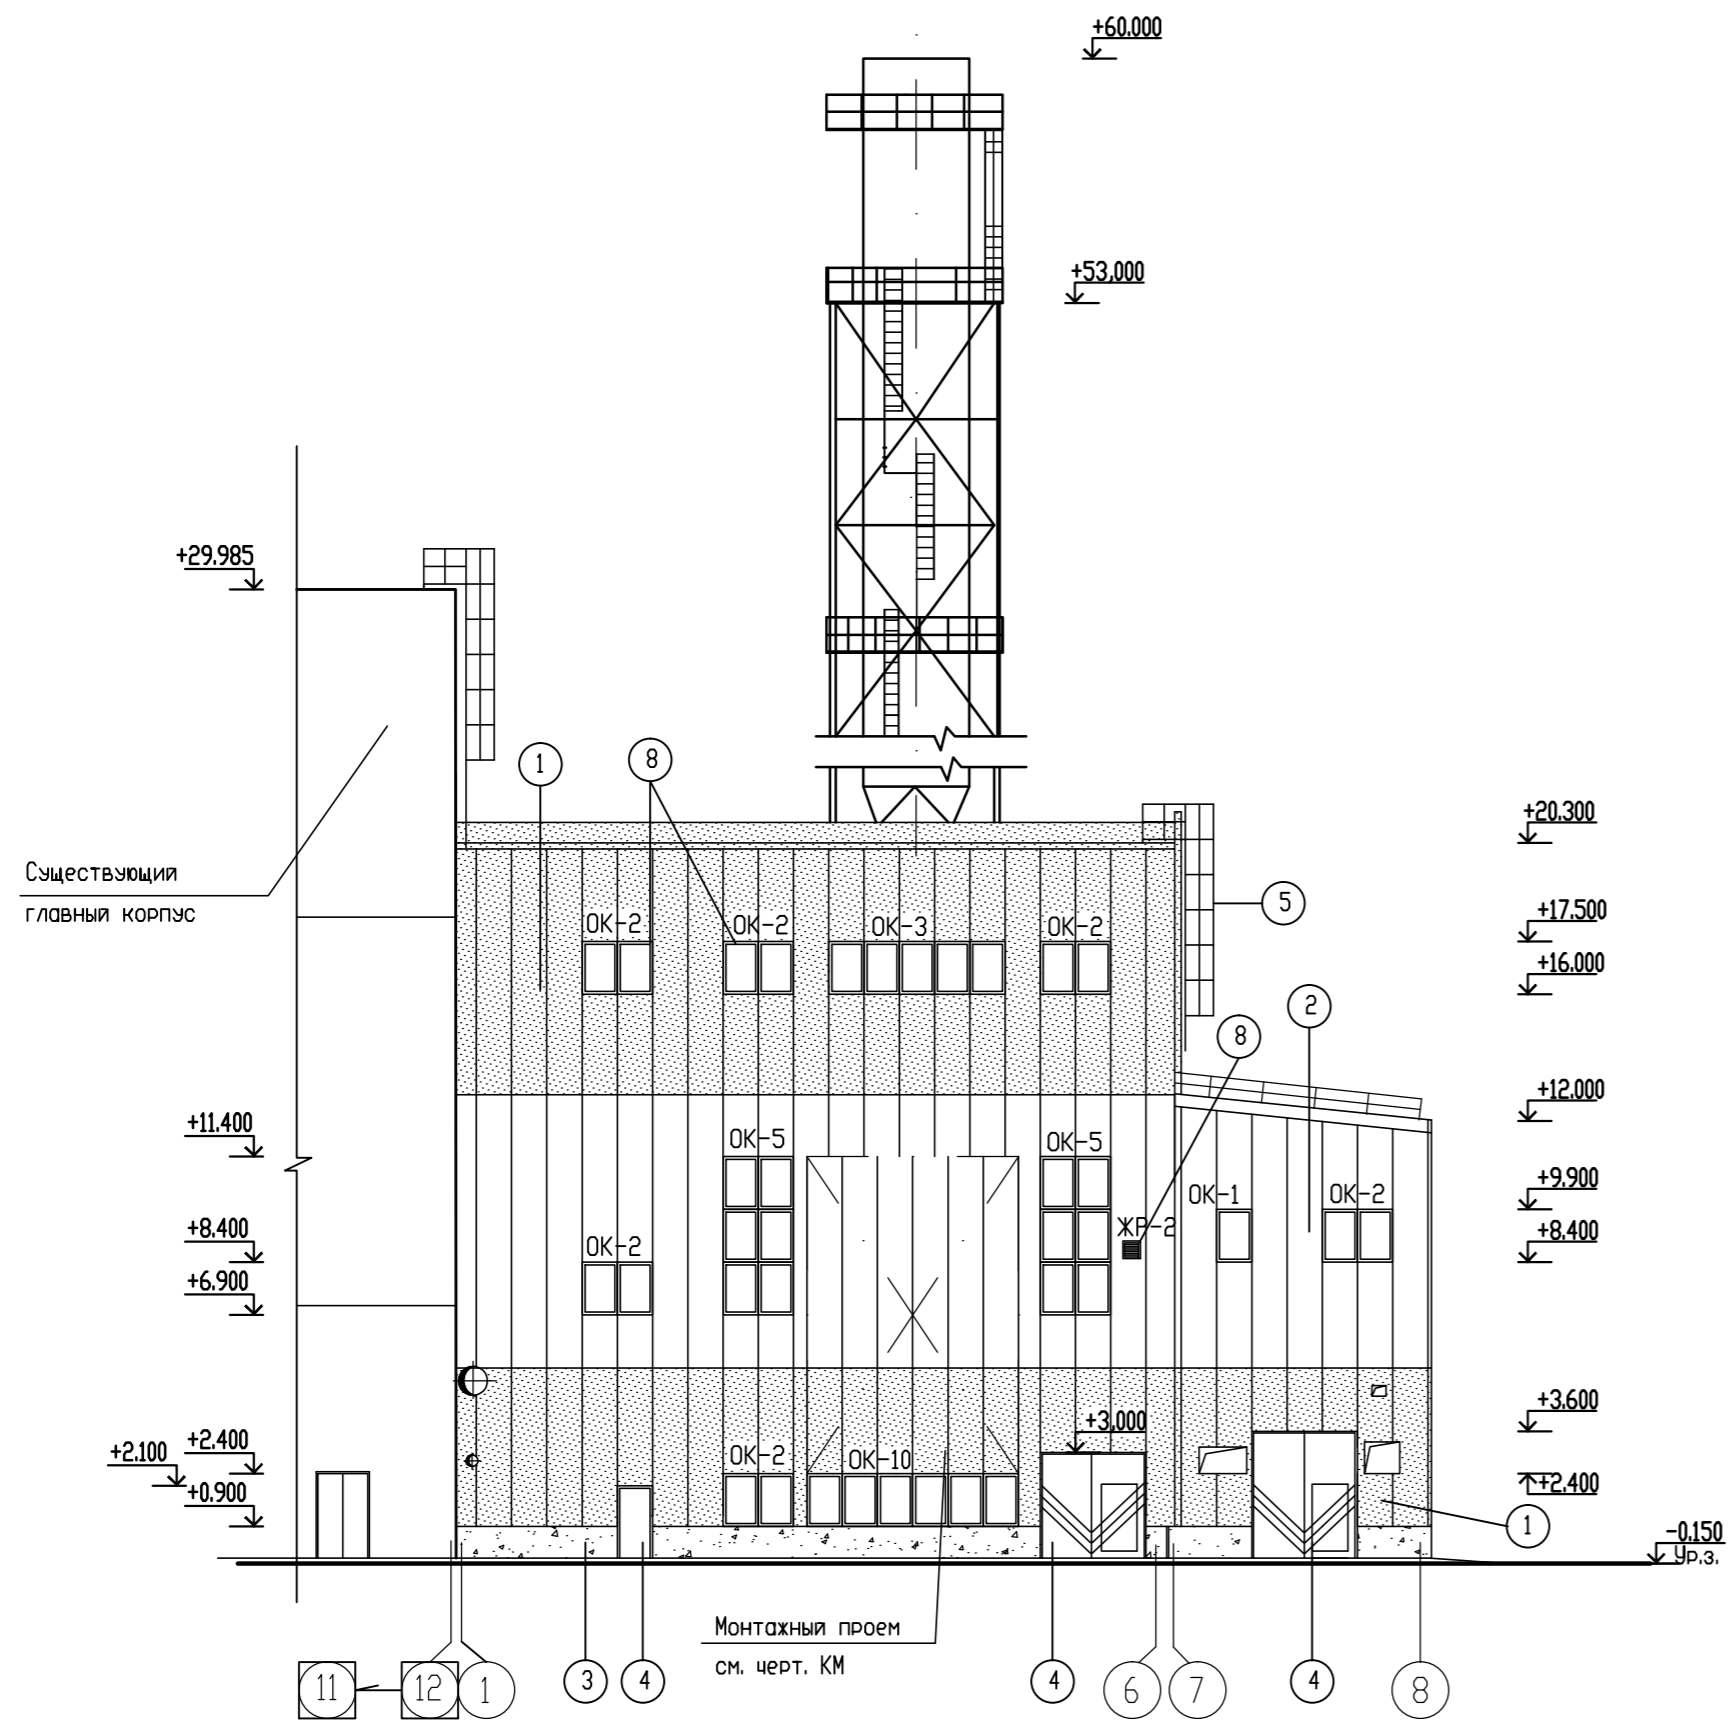 +60.000
+53,000
+29.985
1
8
+20.300
Существующий
главный корпус
5
ОК-2
ОК-2
ОК-3
ОК-2
+17.500
+16.000
2
8
+12.000
+11.400
ОК-5
ОК-5
+9,900
ОК-1
ОК-2
ЖР-2
+8.400
ОК-2
+8,400
+6,900
+3,600
+3,000
+2.100
+2,400
ОК-2
ОК-10
+2,400
+0,900
1
-0.150
Ур.з.
Монтажный проем
см. черт. КМ
11
12
1
3
4
4
6
7
4
8